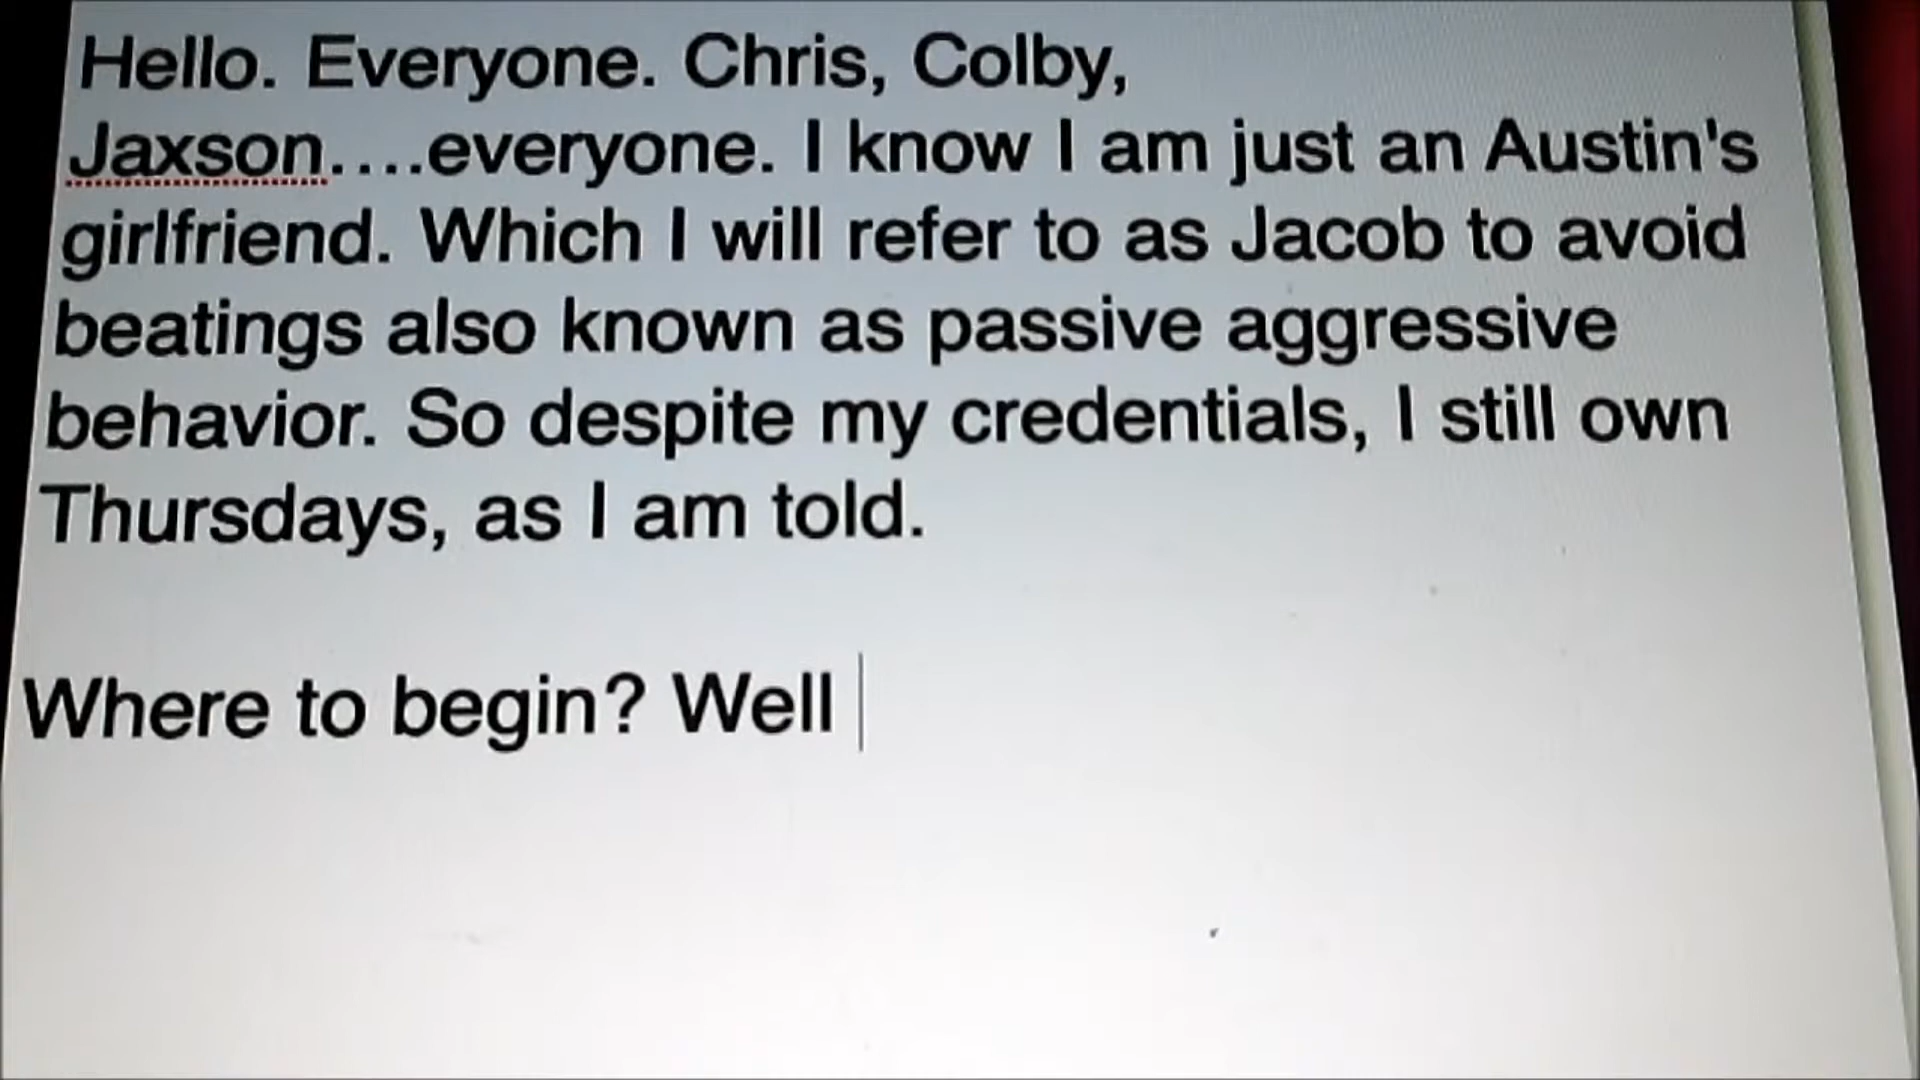 Hello. Everyone. Chris, Colby,
Jaxson....everyone. I know I am just an Austin's
girlfriend. Which I will refer to as Jacob to avoid
beatings also known as passive aggressive
behavior. So despite my credentials, I still own
Thursdays, as I am told.
Where to begin? Well